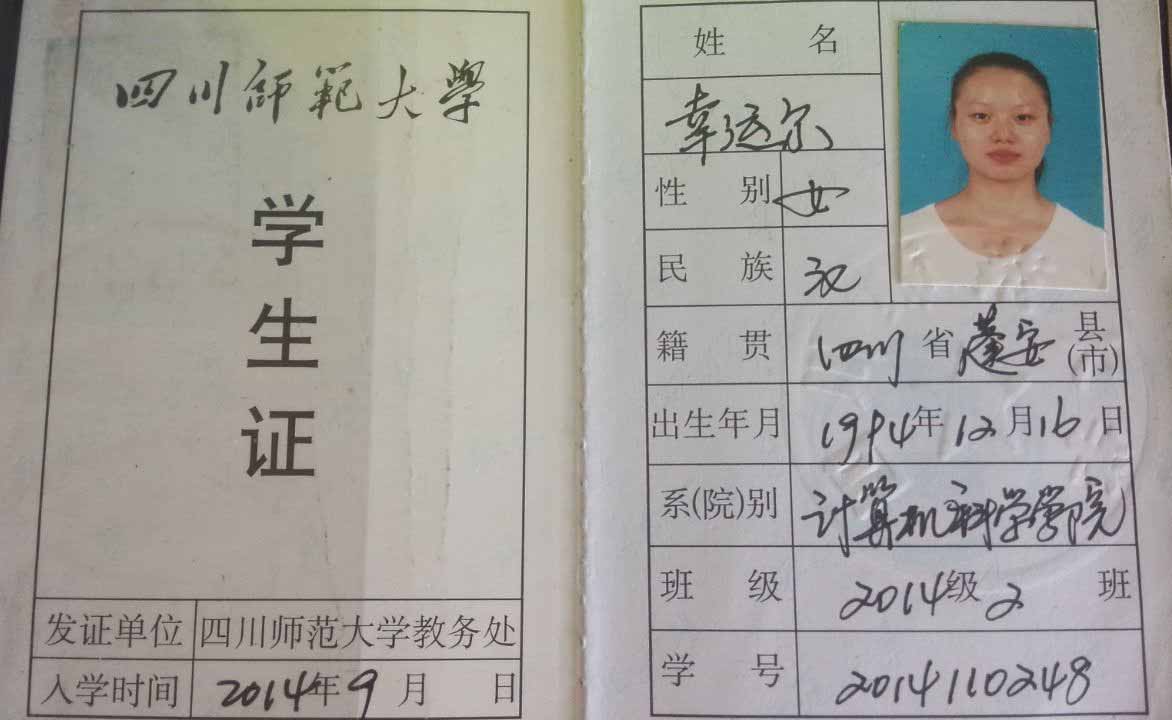 四川师範大學
学
生
证
发证单位 四川师范大学教务处
入学时间 2014年9月 日
姓 名
幸运尔
性 别 女
民 族 汉
籍 贯 四川省蓬安县(市)
出生年月 1994年12月16日
系(院)别 计算机科学学院
班 级 2014级2班
学 号 2014110248